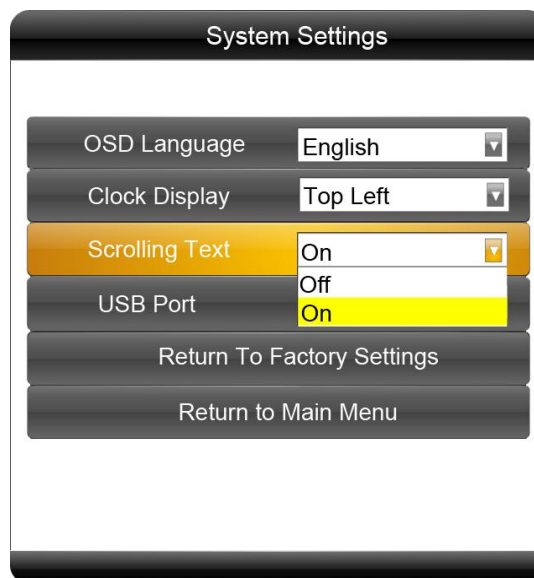 System Settings
OSD Language English
Clock Display Top Left
Scrolling Text On
Off
USB Port On
Return To Factory Settings
Return to Main Menu